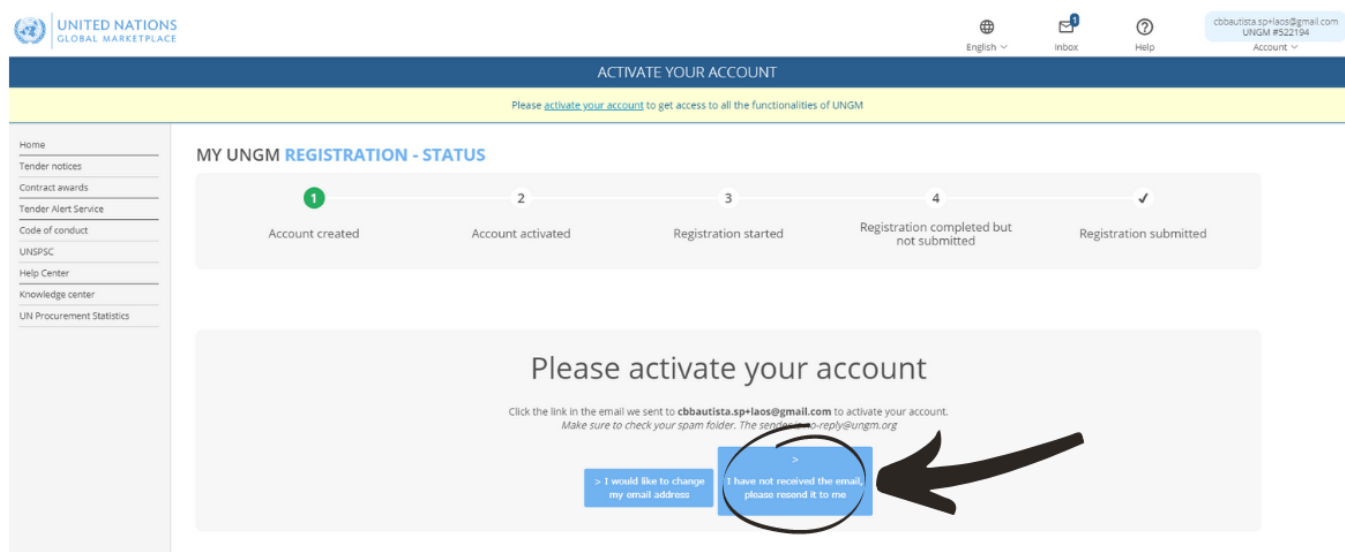 UNITED NATIONS
GLOBAL MARKETPLACE
English
1
Inbox
Help
cbbautista.sp+laos@gmail.com
UNGM #522194
Account
ACTIVATE YOUR ACCOUNT
Please activate your account to get access to all the functionalities of UNGM
Home
Tender notices
Contract awards
Tender Alert Service
Code of conduct
UNSPSC
Help Center
Knowledge center
UN Procurement Statistics
MY UNGM REGISTRATION - STATUS
1
2
3
4
✓
Account created
Account activated
Registration started
Registration completed but
not submitted
Registration submitted
Please activate your account
Click the link in the email we sent to cbbautista.sp+laos@gmail.com to activate your account.
Make sure to check your spam folder. The sender is no-reply@ungm.org
> I would like to change
my email address
>
I have not received the email,
please resend it to me